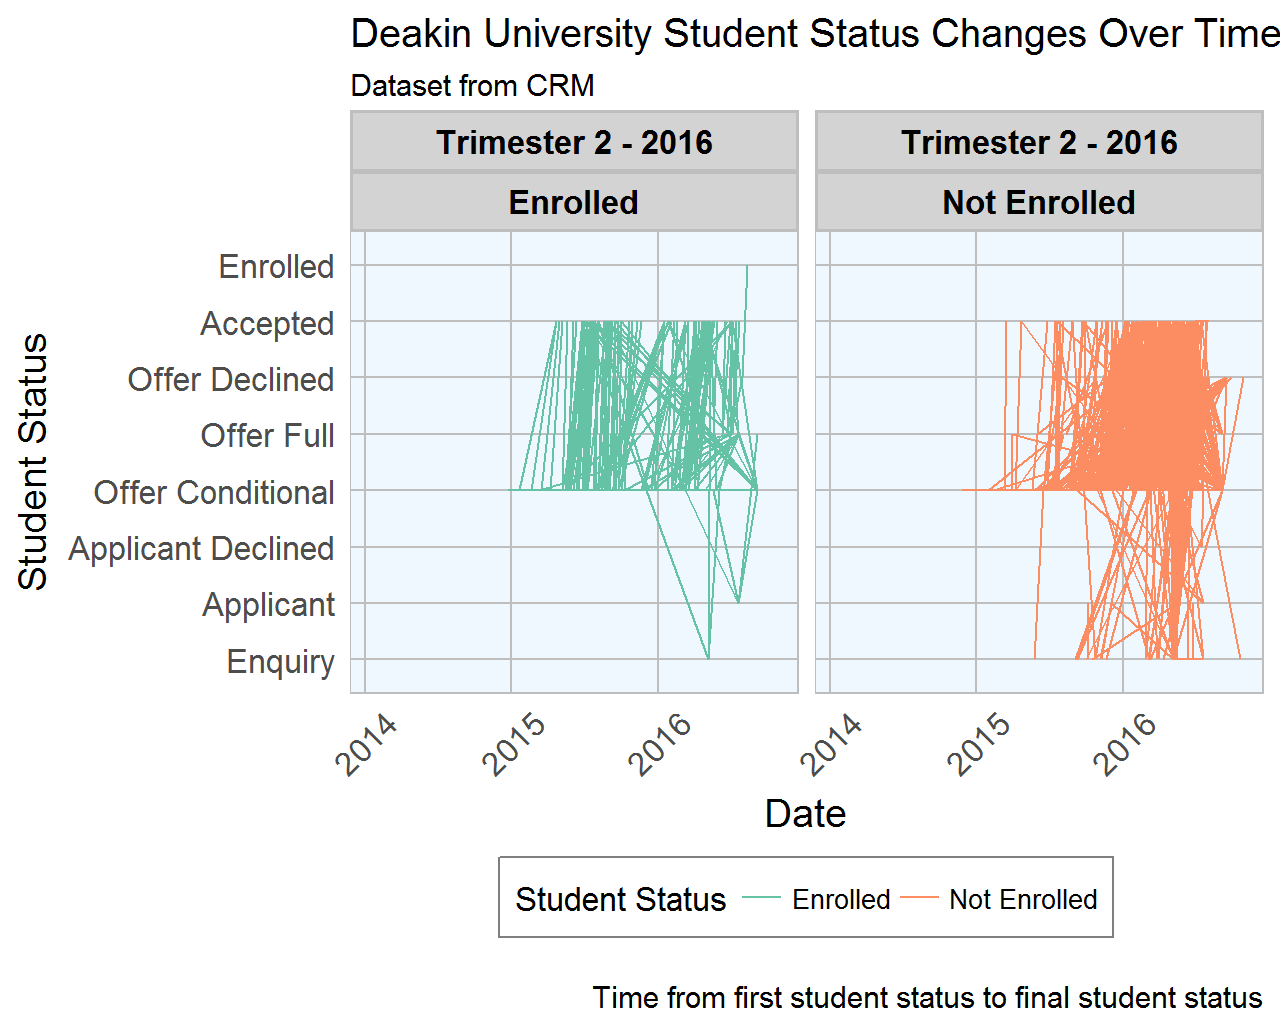 Deakin University Student Status Changes Over Time
Dataset from CRM
Trimester 2 - 2016
Trimester 2 - 2016
Enrolled
Not Enrolled
Student Status
Enrolled
Accepted
Offer Declined
Offer Full
Offer Conditional
Applicant Declined
Applicant
Enquiry
2014
2015
2016
2014
2015
2016
Date
Student Status
Enrolled
Not Enrolled
Time from first student status to final student status